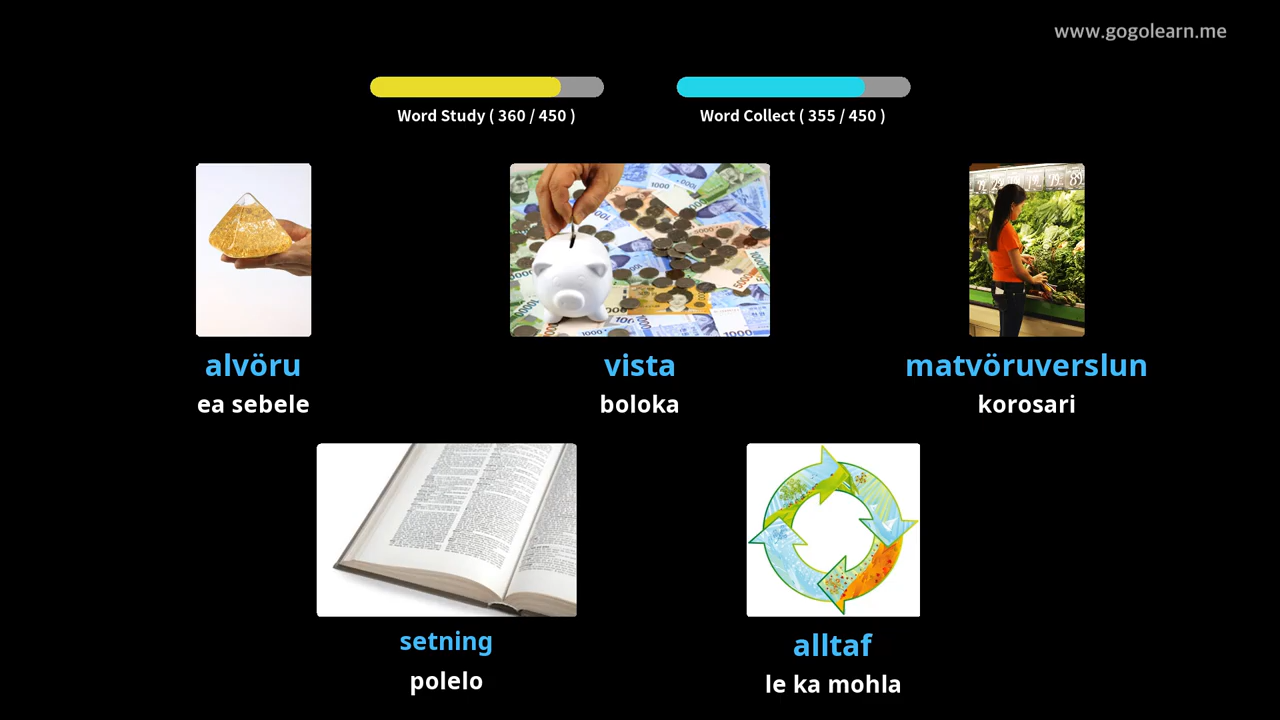 www.gogolearn.me
Word Study ( 360 / 450 )
Word Collect ( 355 / 450 )
alvöru
ea sebele
vista
boloka
matvöruverslun
korosari
setning
polelo
alltaf
le ka mohla